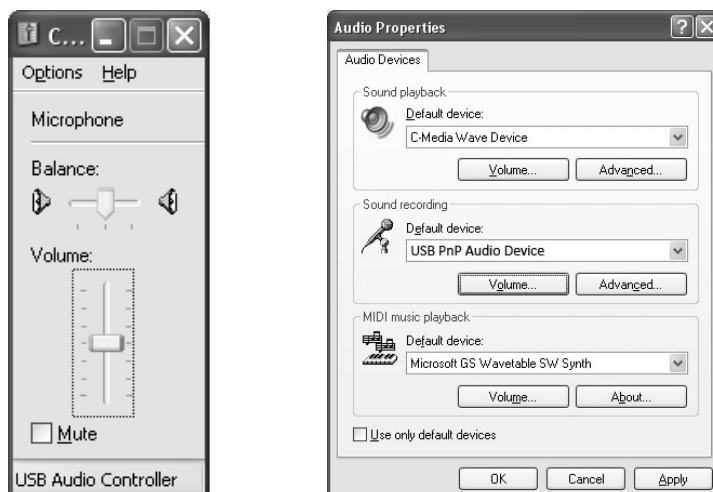 C...
Options Help
Microphone
Balance:
Volume:
Mute
USB Audio Controller
Audio Properties
Audio Devices
Sound playback
Default device:
C-Media Wave Device
Volume... Advanced...
Sound recording
Default device:
USB PnP Audio Device
Volume... Advanced...
MIDI music playback
Default device:
Microsoft GS Wavetable SW Synth
Volume... About...
Use only default devices
OK Cancel Apply